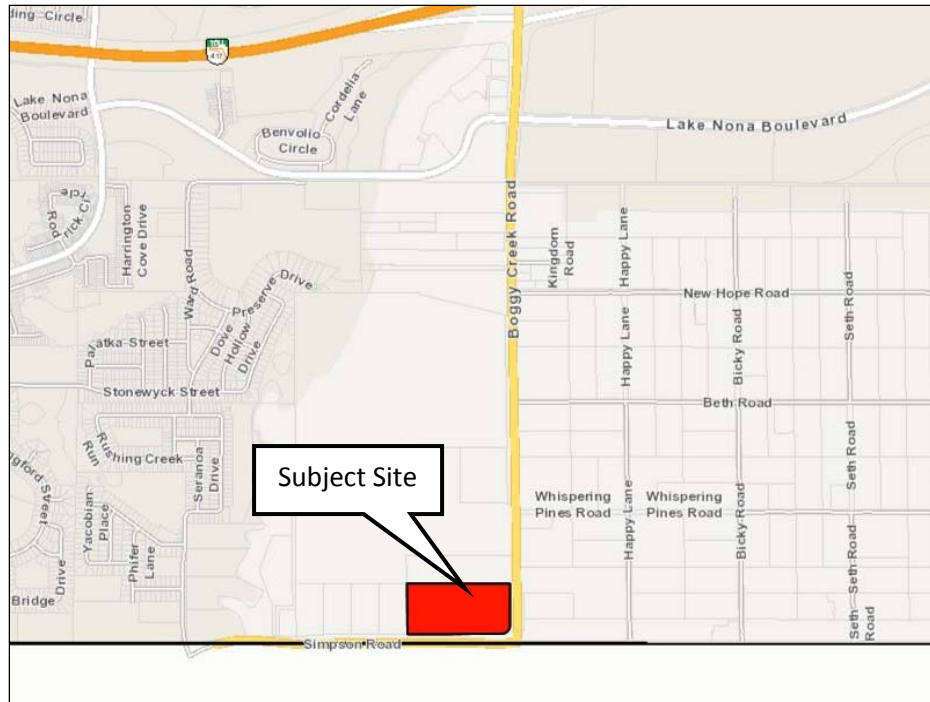 ding Circle
TOLL
417
Lake Nona
Boulevard
Cordelia
Lane
Benvolio
Circle
Lake Nona Boulevard
Harrington
Cove Drive
Ward Road
Boggy Creek Road
Kingdom
Road
Happy Lane
New Hope Road
Bicky Road
Seth Road
Preserve Drive
Dove
Hollow
Drive
Palatka Street
Happy Lane
Stonewyck Street
Beth Road
Rushing Creek
Run
Seranoa
Drive
Subject Site
Seth Road
Whispering
Pines Road
Happy Lane
Whispering
Pines Road
Bicky Road
Yacobian
Place
Phifer
Lane
Drive
Bridge
Seth Road
Seth
Road
Simpson Road